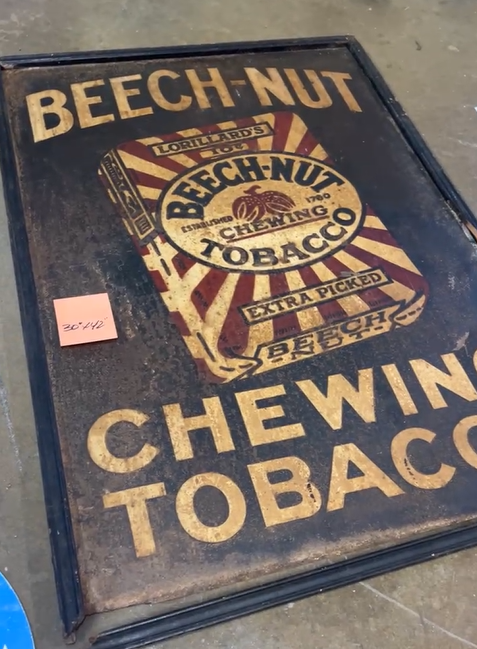 BEECH-NUT
LORILLARD'S
10¢
BEECH-NUT
ESTABLISHED 1760
CHEWING
TOBACCO
EXTRA PICKED
BEECH
NUT
30"x42"
CHEWIN
TOBACC